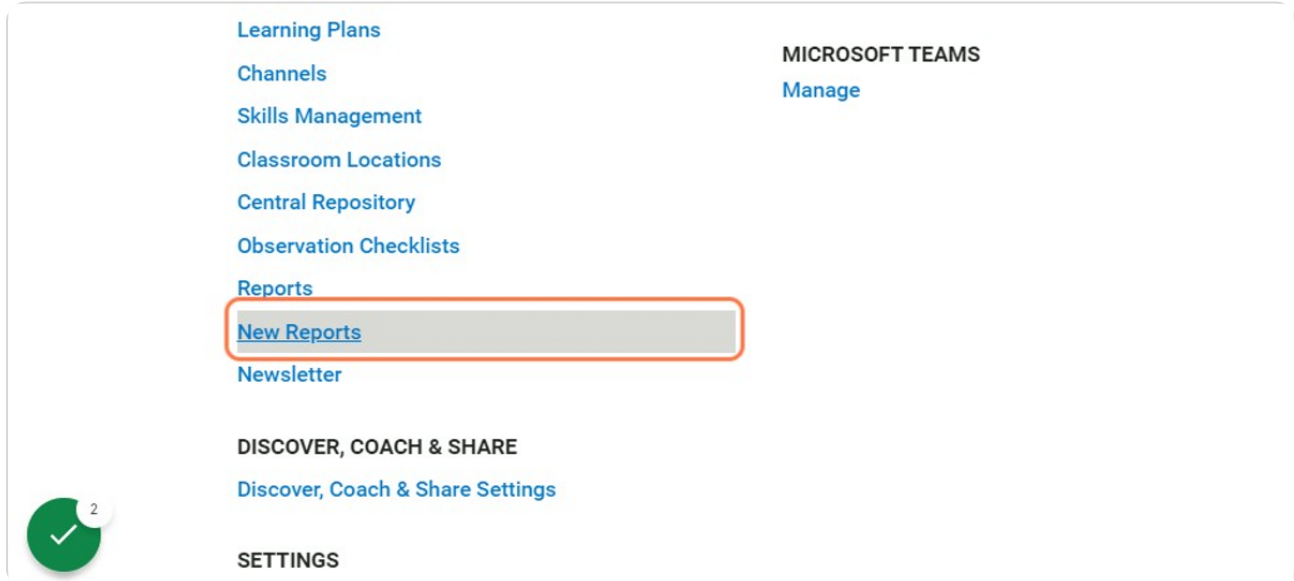 Learning Plans
Channels
Skills Management
Classroom Locations
Central Repository
Observation Checklists
Reports
New Reports
Newsletter
DISCOVER, COACH & SHARE
Discover, Coach & Share Settings
SETTINGS
MICROSOFT TEAMS
Manage
2